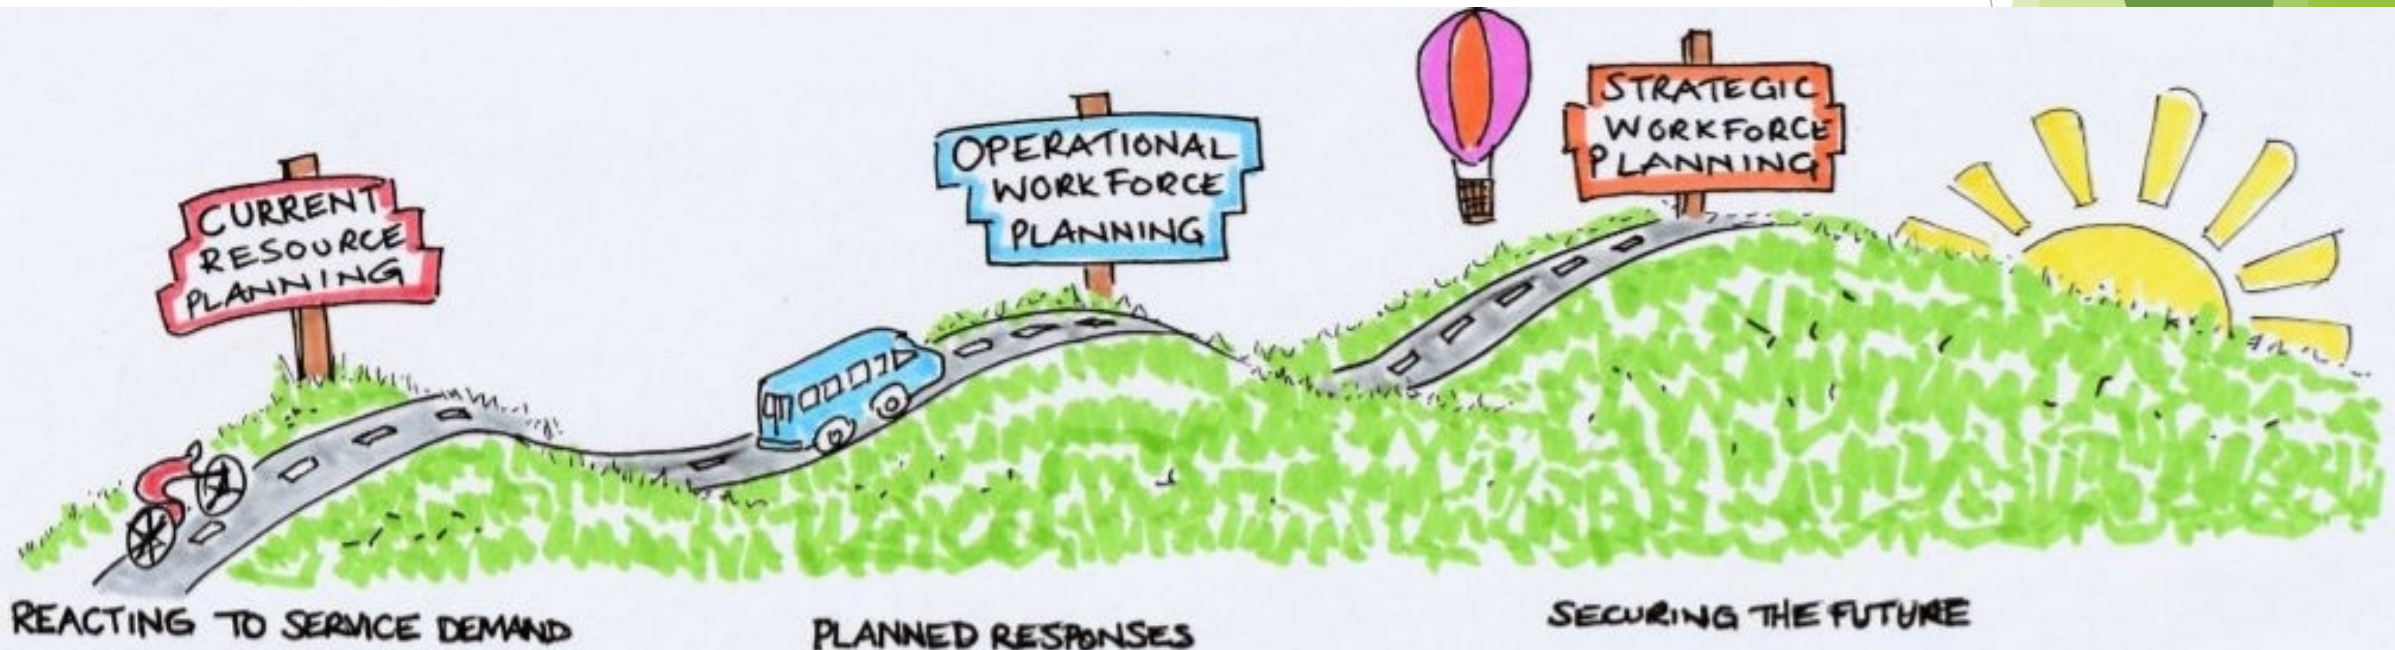 CURRENT
RESOURCE
PLANNING
OPERATIONAL
WORKFORCE
PLANNING
STRATEGIC
WORKFORCE
PLANNING
REACTING TO SERVICE DEMAND
PLANNED RESPONSES
SECURING THE FUTURE